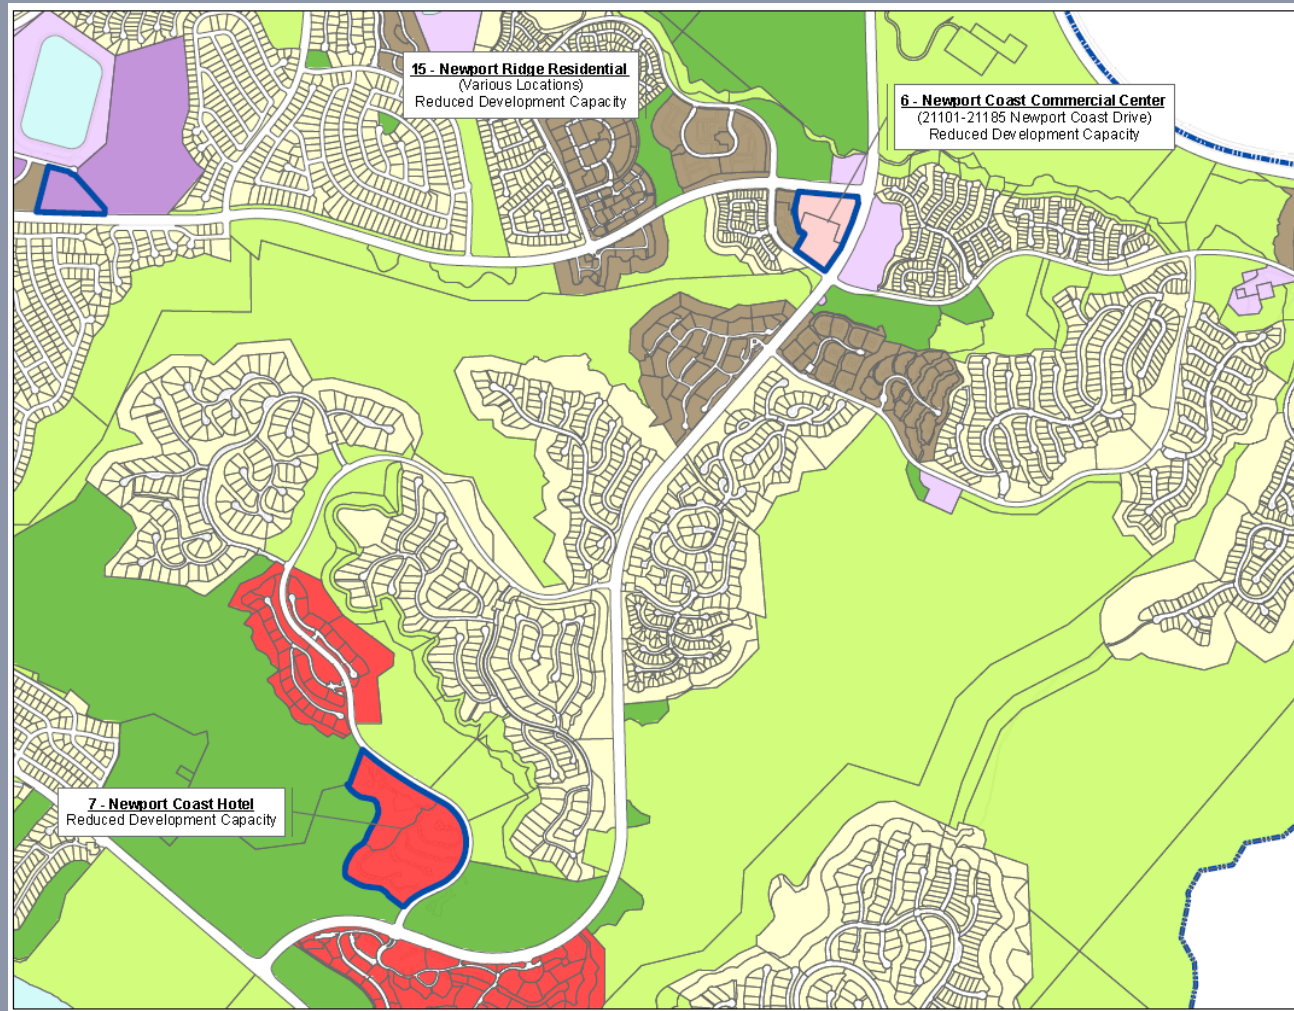 15 - Newport Ridge Residential
(Various Locations)
Reduced Development Capacity
6 - Newport Coast Commercial Center
(21101-21185 Newport Coast Drive)
Reduced Development Capacity
7 - Newport Coast Hotel
Reduced Development Capacity